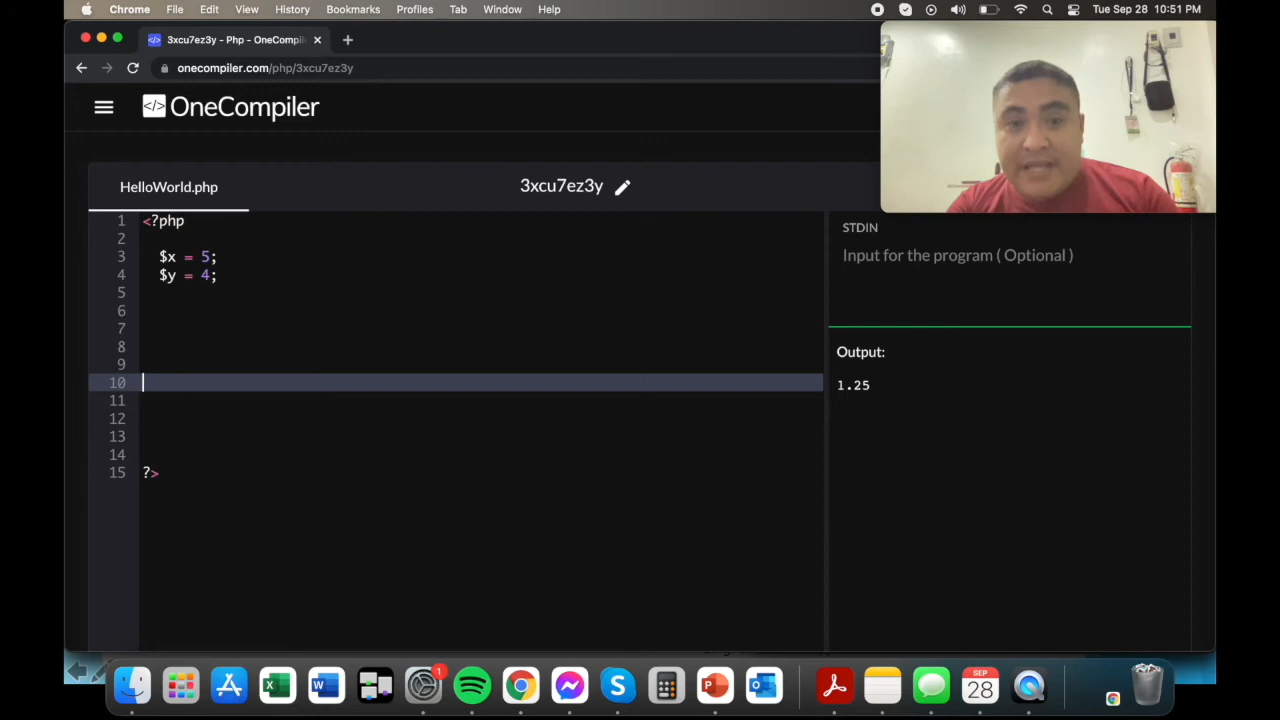 Chrome File Edit View History Bookmarks Profiles Tab Window Help Tue Sep 28 10:51 PM
3xcu7ez3y - Php - OneCompil
onecompiler.com/php/3xcu7ez3y
</> OneCompiler
HelloWorld.php
3xcu7ez3y
STDIN
Input for the program ( Optional )
Output:
1.25
1 <?php
2
3 $x = 5;
4 $y = 4;
5
6
7
8
9
10
11
12
13
14
15 ?>
1
SEP
28